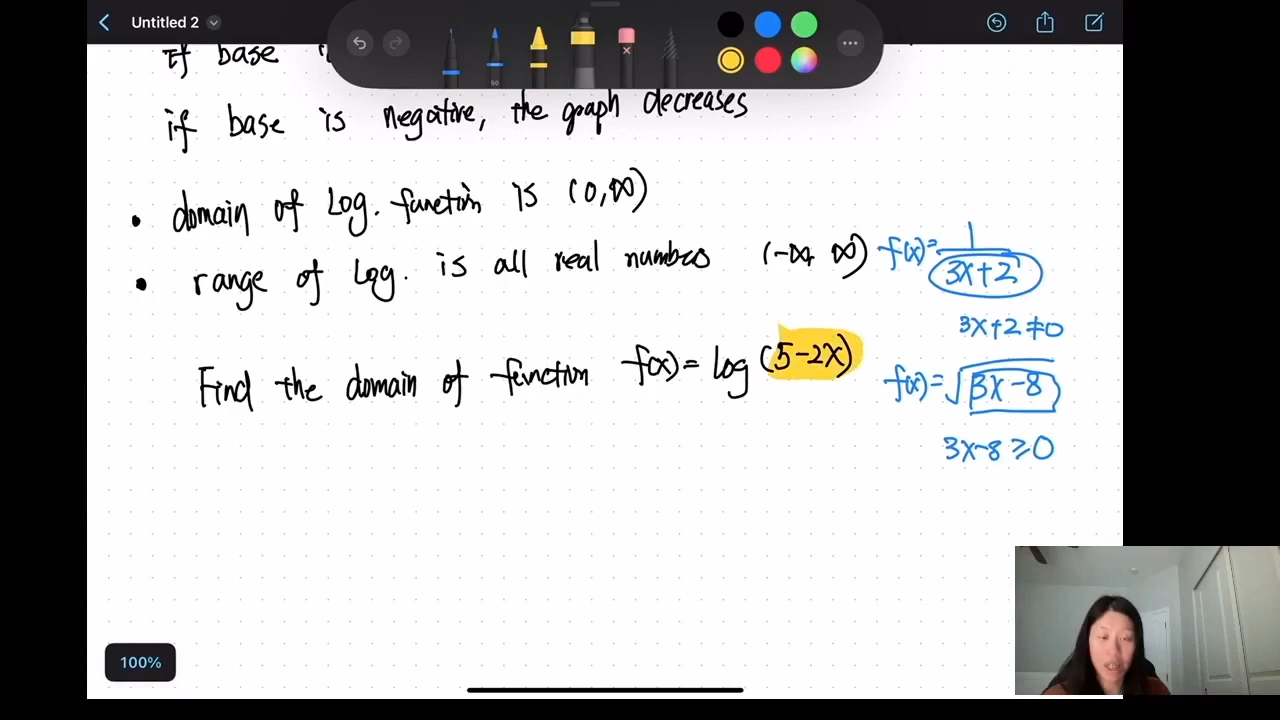 Untitled 2
50
if base
if base is negative, the graph decreases
• domain of Log. function is (0,∞)
• range of Log. is all real numbers (-∞, ∞)
f(x)= 1/(3x+2)
3x+2≠0
Find the domain of function f(x)= log(5-2x)
f(x)=√(3x-8)
3x-8≥0
100%